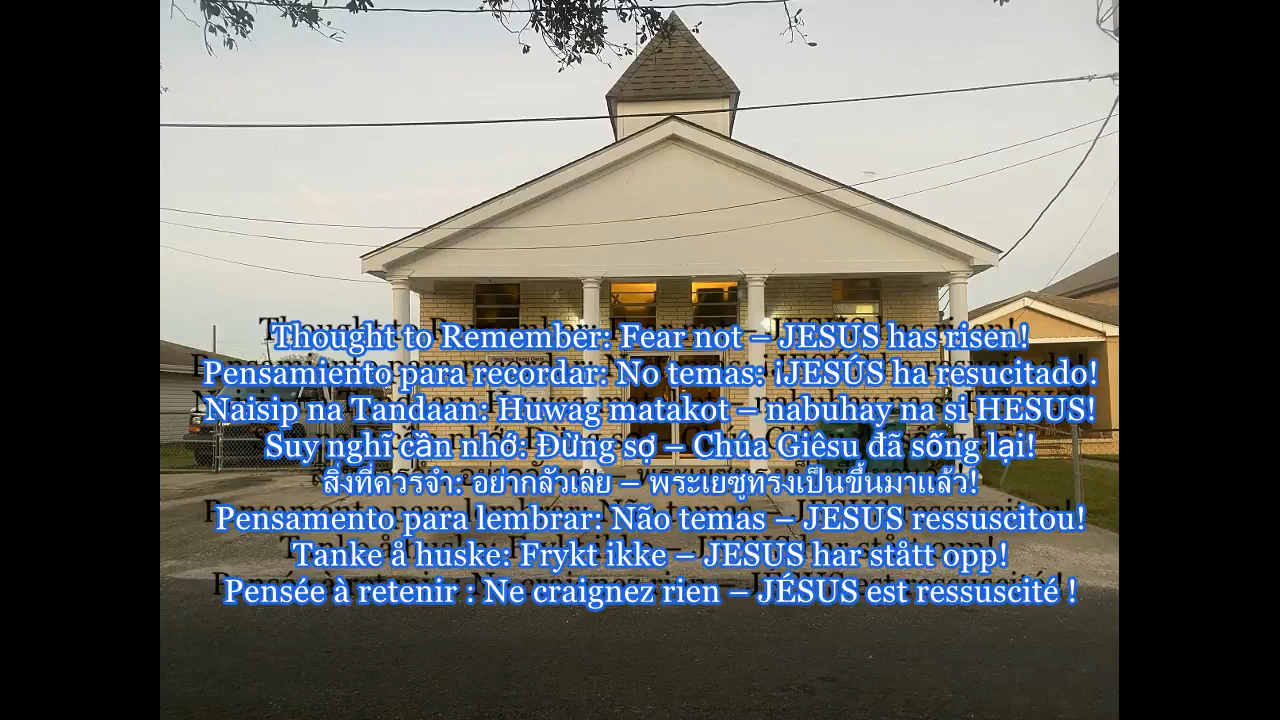 Thought to Remember: Fear not – JESUS has risen!
Pensamiento para recordar: No temas: ¡JESÚS ha resucitado!
Naisip na Tandaan: Huwag matakot – nabuhay na si HESUS!
Suy nghĩ cần nhớ: Đừng sợ – Chúa Giêsu đã sống lại!
สิ่งที่ควรจำ: อย่ากลัวเลย – พระเยซูทรงเป็นขึ้นมาแล้ว!
Pensamento para lembrar: Não temas – JESUS ressuscitou!
Tanke å huske: Frykt ikke – JESUS har stått opp!
Pensée à retenir : Ne craignez rien – JÉSUS est ressuscité !